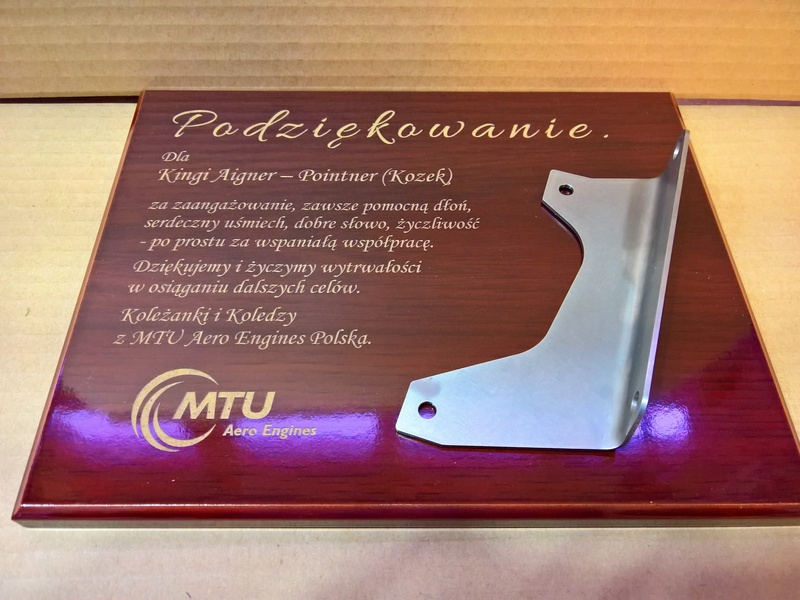 Podziękowanie.
Dla
Kingi Aigner – Pointner (Kozek)
za zaangażowanie, zawsze pomocną dłoń,
serdeczny uśmiech, dobre słowo, życzliwość
- po prostu za wspaniałą współpracę.
Dziękujemy i życzymy wytrwałości
w osiąganiu dalszych celów.
Koleżanki i Koledzy
z MTU Aero Engines Polska.
MTU
Aero Engines